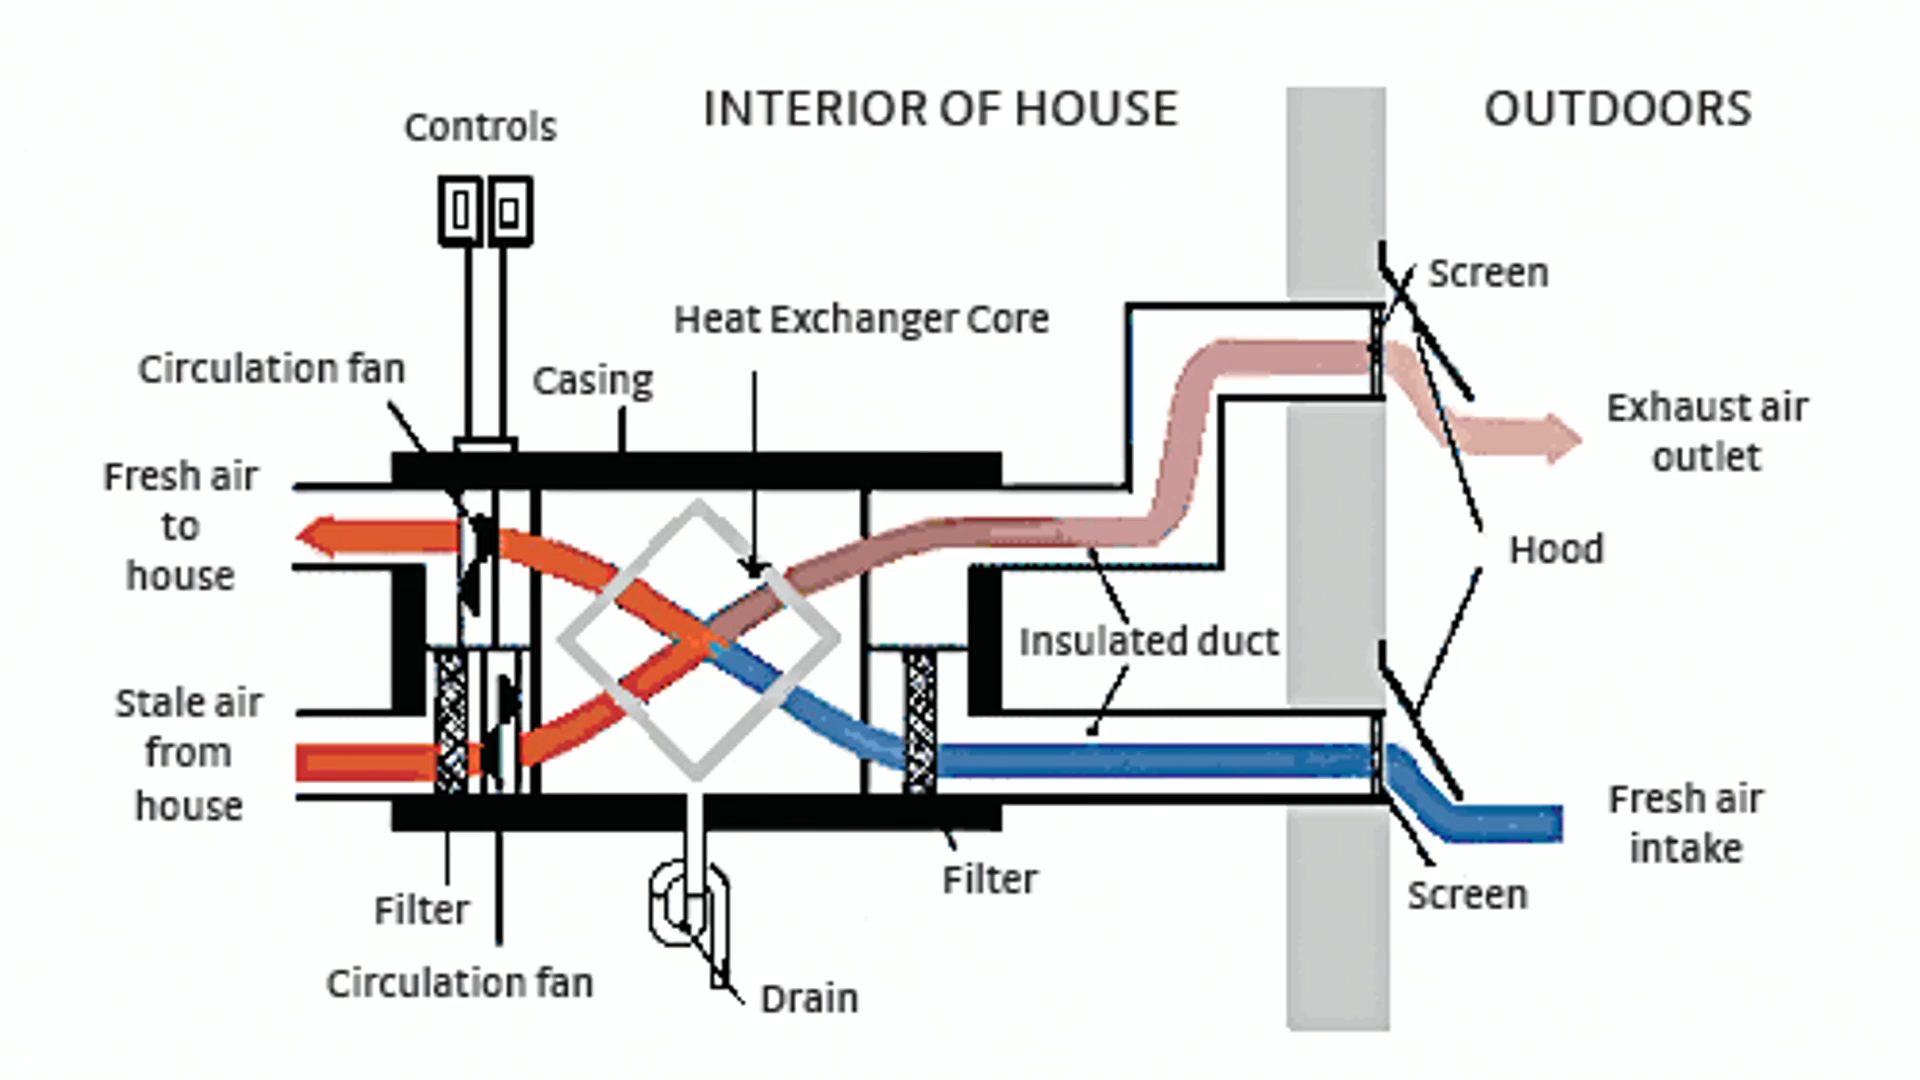 INTERIOR OF HOUSE
OUTDOORS
Controls
Screen
Heat Exchanger Core
Circulation fan
Casing
Exhaust air
outlet
Fresh air
to
house
Hood
Insulated duct
Stale air
from
house
Fresh air
intake
Filter
Screen
Filter
Circulation fan
Drain